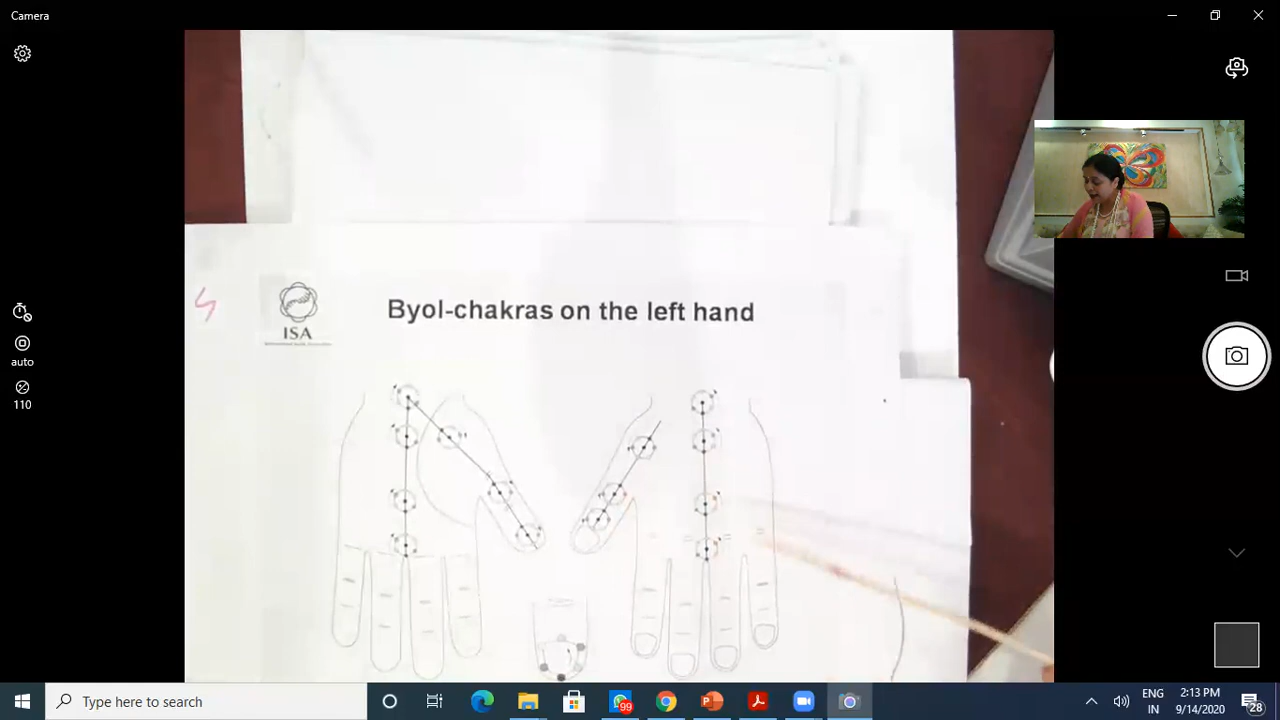 Camera
auto
110
ISA
Byol-chakras on the left hand
Type here to search
99
ENG
IN
2:13 PM
9/14/2020
28